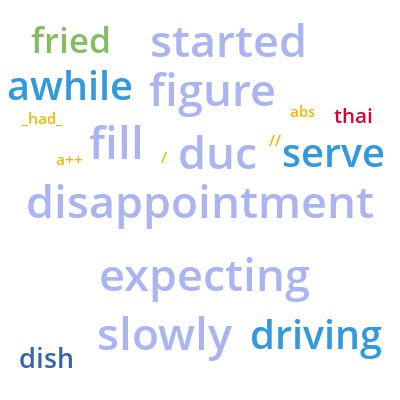 fried started
awhile figure
_had_ abs thai
fill duc // serve
a++ /
disappointment
expecting
slowly driving
dish